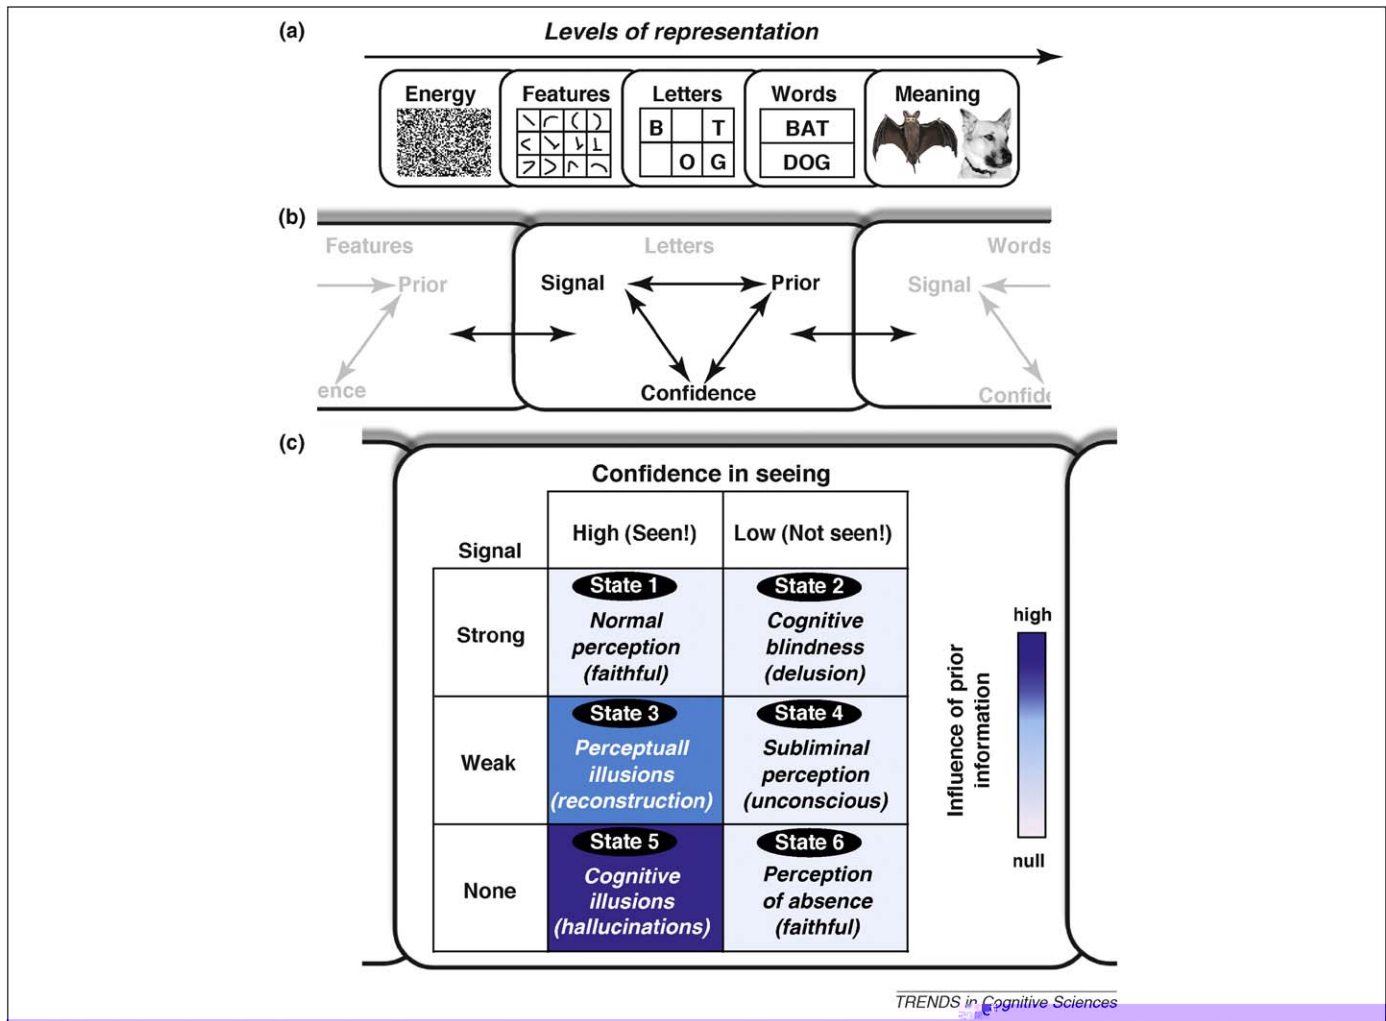 (a)
Levels of representation
Energy Features Letters Words Meaning
B T
O G
BAT
DOG
(b)
Features Letters Words
Prior Signal Prior Signal
ence Confidence Confide
(c)
Confidence in seeing
Signal High (Seen!) Low (Not seen!)
Strong
State 1
Normal
perception
(faithful)
State 2
Cognitive
blindness
(delusion)
Weak
State 3
Perceptuall
illusions
(reconstruction)
State 4
Subliminal
perception
(unconscious)
None
State 5
Cognitive
illusions
(hallucinations)
State 6
Perception
of absence
(faithful)
Influence of prior
information
high
null
TRENDS in Cognitive Sciences